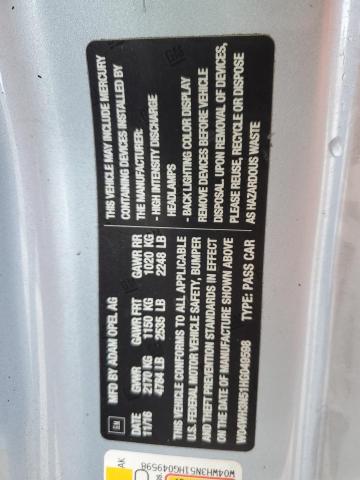 MFD BY ADAM OPEL AG
DATE GVWR GAWR FRT GAWR RR
11/16 2170 KG 1150 KG 1020 KG
4784 LB 2535 LB 2248 LB
THIS VEHICLE CONFORMS TO ALL APPLICABLE
U.S. FEDERAL MOTOR VEHICLE SAFETY, BUMPER
AND THEFT PREVENTION STANDARDS IN EFFECT
ON THE DATE OF MANUFACTURE SHOWN ABOVE
W04WH3N51HG049598 TYPE: PASS CAR
THIS VEHICLE MAY INCLUDE MERCURY
CONTAINING DEVICES INSTALLED BY
THE MANUFACTURER:
- HIGH INTENSITY DISCHARGE
HEADLAMPS
- BACK LIGHTING COLOR DISPLAY
REMOVE DEVICES BEFORE VEHICLE
DISPOSAL. UPON REMOVAL OF DEVICES,
PLEASE REUSE, RECYCLE OR DISPOSE
AS HAZARDOUS WASTE
GM
W04WH3N51HG049598
AK